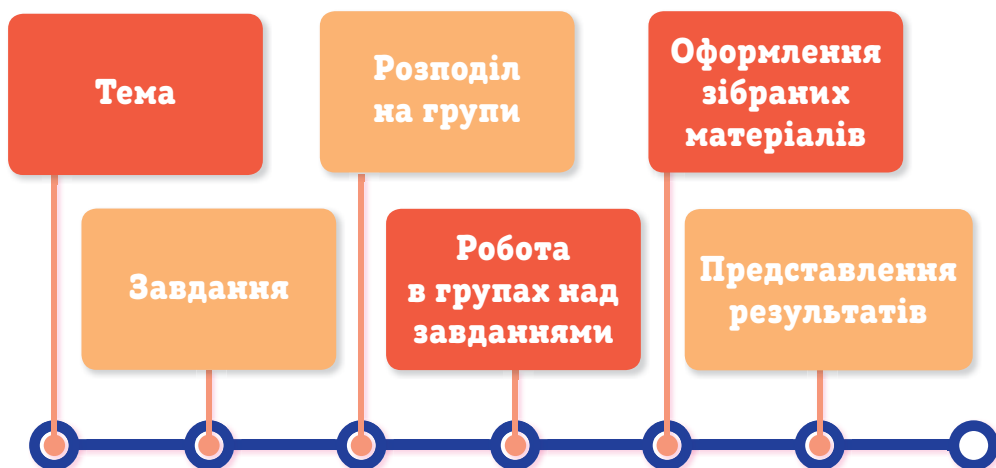 Тема
Завдання
Розподіл
на групи
Робота
в групах над
завданнями
Оформлення
зібраних
матеріалів
Представлення
результатів